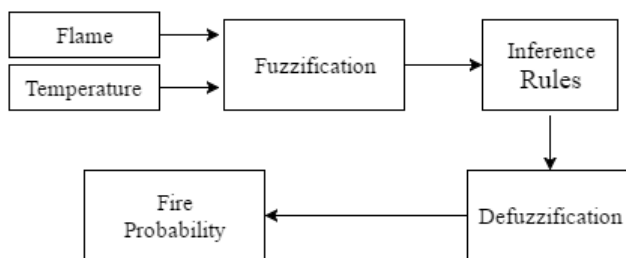 Flame
Temperature
Fuzzification
Inference
Rules
Defuzzification
Fire
Probability